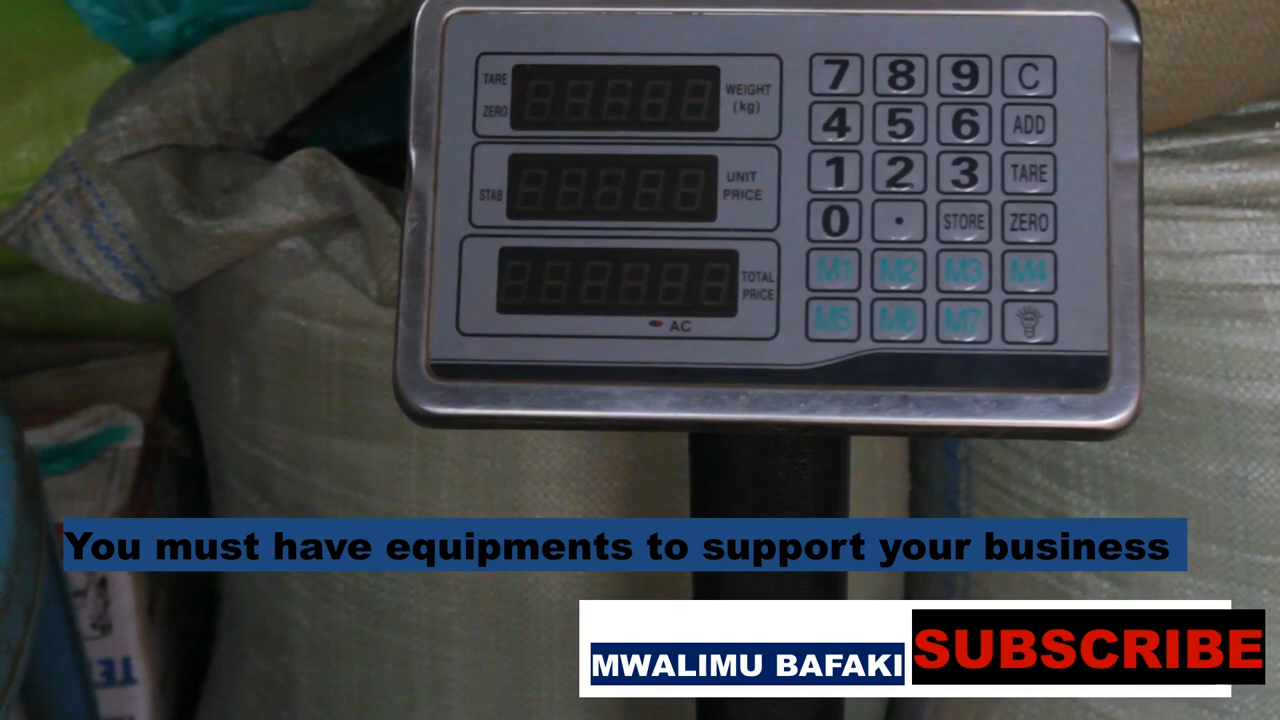 TARE
ZERO
WEIGHT
(kg)
STAB
UNIT
PRICE
TOTAL
PRICE
AC
7 8 9 C
4 5 6 ADD
1 2 3 TARE
0 . STORE ZERO
M1 M2 M3 M4
M5 M6 M7
You must have equipments to support your business
MWALIMU BAFAKI
SUBSCRIBE